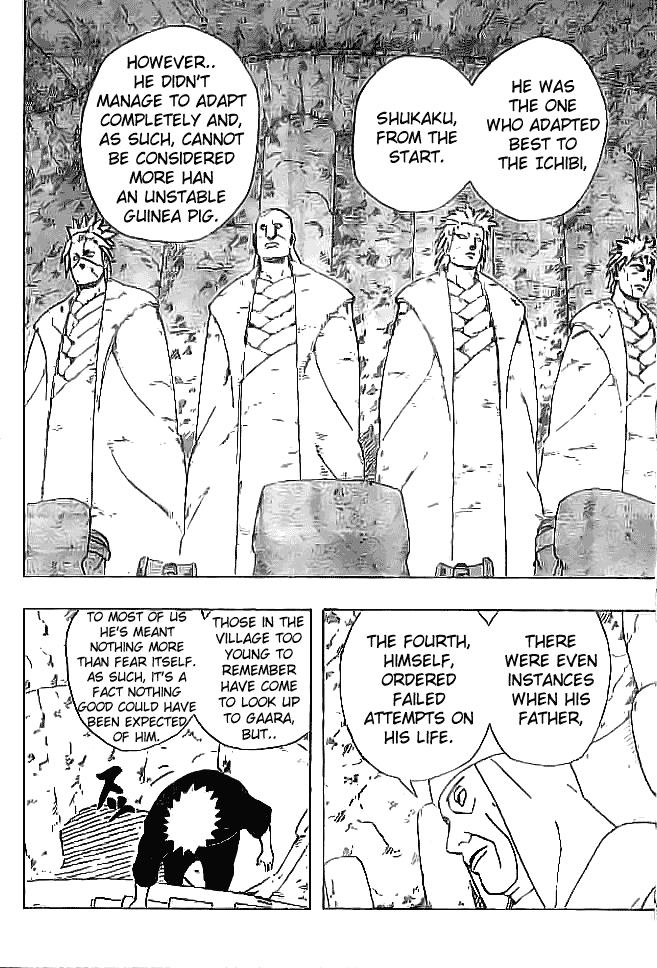 HE WAS
THE ONE
WHO ADAPTED
BEST TO
THE ICHIBI,
SHUKAKU,
FROM THE
START.
HOWEVER..
HE DIDN'T
MANAGE TO ADAPT
COMPLETELY AND,
AS SUCH, CANNOT
BE CONSIDERED
MORE HAN
AN UNSTABLE
GUINEA PIG.
THERE
WERE EVEN
INSTANCES
WHEN HIS
FATHER,
THE FOURTH,
HIMSELF,
ORDERED
FAILED
ATTEMPTS ON
HIS LIFE.
THOSE IN THE
VILLAGE TOO
YOUNG TO
REMEMBER
HAVE COME
TO LOOK UP
TO GAARA,
BUT..
TO MOST OF US
HE'S MEANT
NOTHING MORE
THAN FEAR ITSELF.
AS SUCH, IT'S A
FACT NOTHING
GOOD COULD HAVE
BEEN EXPECTED
OF HIM.